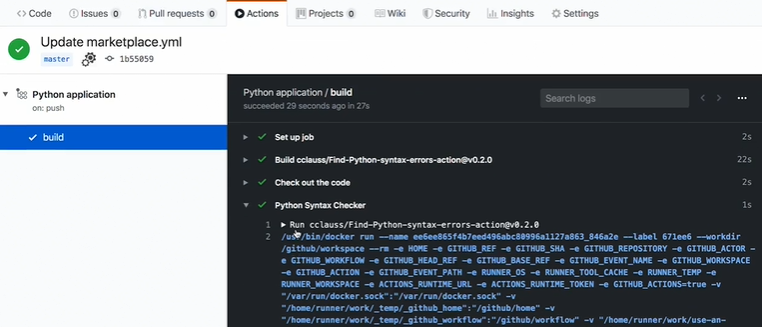 Code Issues 0 Pull requests 0 Actions Projects 0 Wiki Security Insights Settings
Update marketplace.yml
master 1b55059
Python application
on: push
build
Python application / build
succeeded 29 seconds ago in 27s
Search logs
Set up job 2s
Build cclauss/Find-Python-syntax-errors-action@v0.2.0 22s
Check out the code 2s
Python Syntax Checker 1s
1 Run cclauss/Find-Python-syntax-errors-action@v0.2.0
2 /usr/bin/docker run --name ee6ee865f4b7eed496abc80996a1127a863_846a2e --label 671ee6 --workdir
/github/workspace --rm -e HOME -e GITHUB_REF -e GITHUB_SHA -e GITHUB_REPOSITORY -e GITHUB_ACTOR -
e GITHUB_WORKFLOW -e GITHUB_HEAD_REF -e GITHUB_BASE_REF -e GITHUB_EVENT_NAME -e GITHUB_WORKSPACE
-e GITHUB_ACTION -e GITHUB_EVENT_PATH -e RUNNER_OS -e RUNNER_TOOL_CACHE -e RUNNER_TEMP -e
RUNNER_WORKSPACE -e ACTIONS_RUNTIME_URL -e ACTIONS_RUNTIME_TOKEN -e GITHUB_ACTIONS=true -v
"/var/run/docker.sock":"/var/run/docker.sock" -v
"/home/runner/work/_temp/_github_home":"/github/home" -v
"/home/runner/work/_temp/_github_workflow":"/github/workflow" -v "/home/runner/work/use-an-